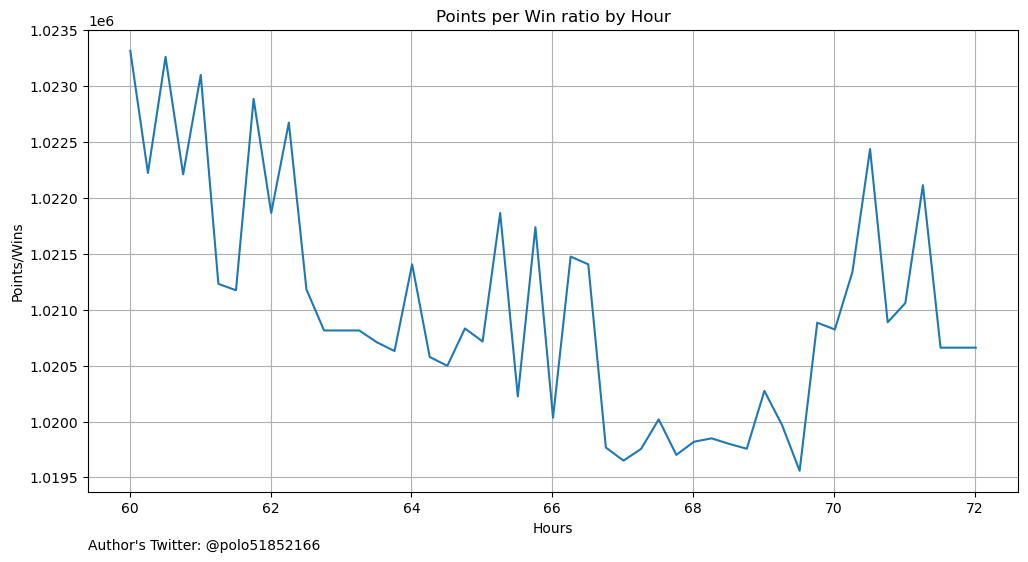 Points per Win ratio by Hour
1e6
1.0235
1.0230
1.0225
1.0220
1.0215
1.0210
1.0205
1.0200
1.0195
Points/Wins
60 62 64 66 68 70 72
Hours
Author's Twitter: @polo51852166